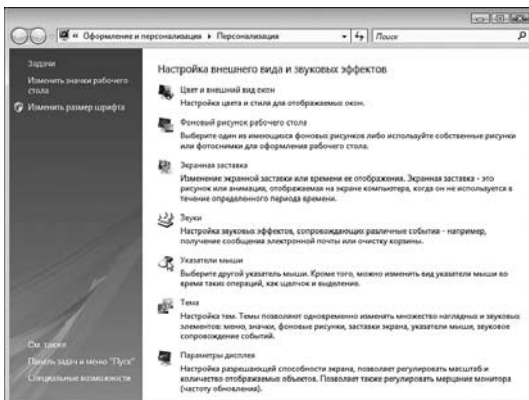 « Оформление и персонализация ▸ Персонализация
Поиск
Задачи
Изменить значки рабочего
стола
Изменить размер шрифта
См. также
Панель задач и меню "Пуск"
Специальные возможности
Настройка внешнего вида и звуковых эффектов
Цвет и внешний вид окон
Настройка цвета и стиля для отображаемых окон.
Фоновый рисунок рабочего стола
Выберите один из имеющихся фоновых рисунков либо используйте собственные рисунки
или фотоснимки для оформления рабочего стола.
Экранная заставка
Изменение экранной заставки или времени ее отображения. Экранная заставка - это
рисунок или анимация, отображаемая на экране компьютера, когда он не используется в
течение определенного периода времени.
Звуки
Настройка звуковых эффектов, сопровождающих различные события - например,
получение сообщения электронной почты или очистку корзины.
Указатели мыши
Выберите другой указатель мыши. Кроме того, можно изменить вид указателя мыши во
время таких операций, как щелчок и выделение.
Тема
Настройка тем. Темы позволяют одновременно изменять множество наглядных и звуковых
элементов: меню, значки, фоновые рисунки, заставки экрана, указатели мыши, звуковое
сопровождение событий.
Параметры дисплея
Настройка разрешающей способности экрана, позволяет регулировать масштаб и
количество отображаемых объектов. Позволяет также регулировать мерцание монитора
(частоту обновления).